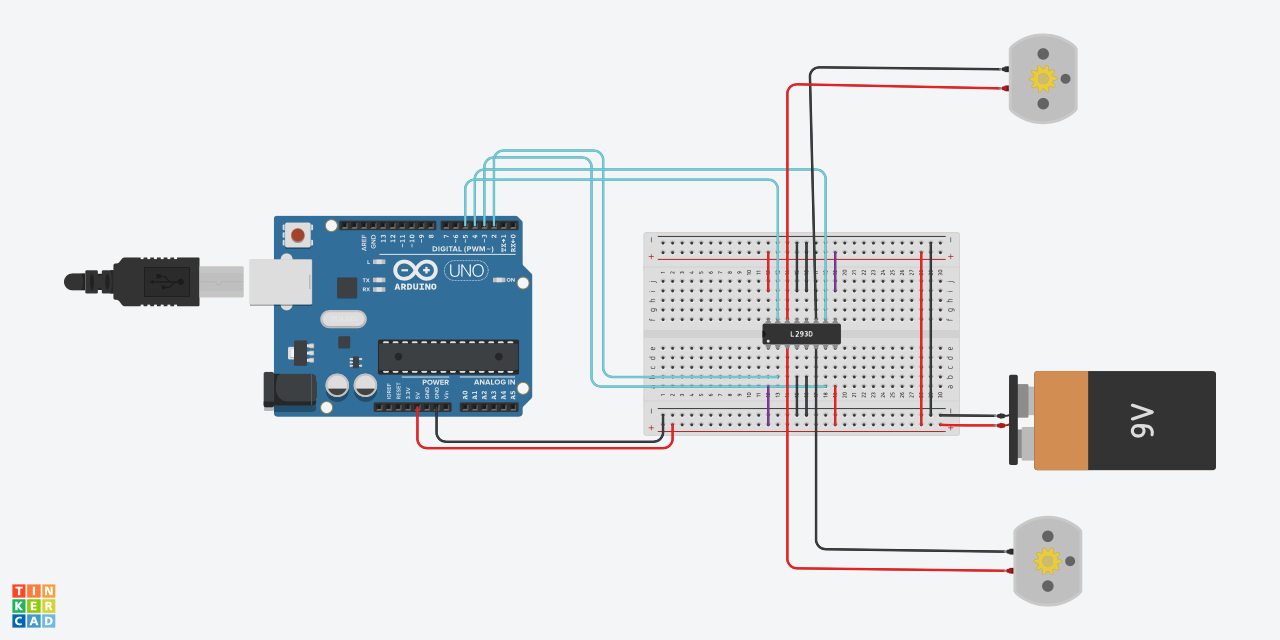 AREF
GND
13
12
~11
~10
~9
8
7
~6
~5
4
~3
2
TX→1
RX←0
DIGITAL (PWM~)
L
TX
RX
ARDUINO
UNO
ON
POWER
ANALOG IN
IOREF
RESET
3.3V
5V
GND
GND
Vin
A0
A1
A2
A3
A4
A5
L293D
9V
TIN
KER
CAD